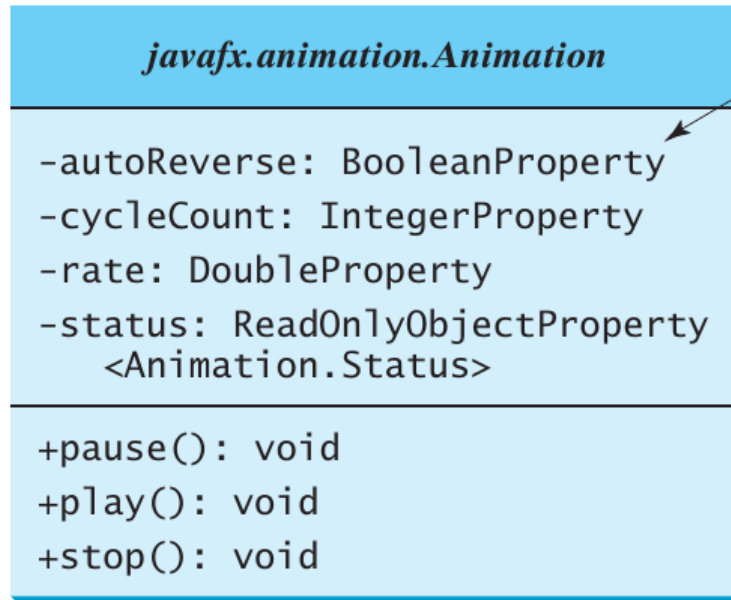 javafx.animation.Animation
-autoReverse: BooleanProperty
-cycleCount: IntegerProperty
-rate: DoubleProperty
-status: ReadOnlyObjectProperty
<Animation.Status>
+pause(): void
+play(): void
+stop(): void